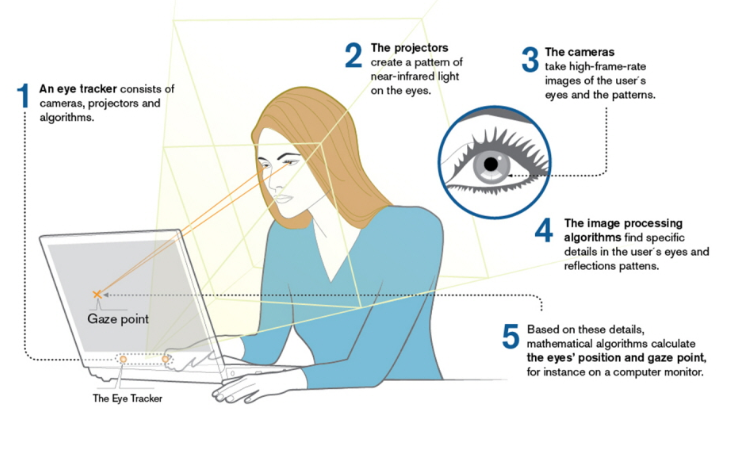 1
An eye tracker consists of
cameras, projectors and
algorithms.
2
The projectors
create a pattern of
near-infrared light
on the eyes.
3
The cameras
take high-frame-rate
images of the user´s
eyes and the patterns.
4
The image processing
algorithms find specific
details in the user´s eyes and
reflections pattens.
Gaze point
5
Based on these details,
mathematical algorithms calculate
the eyes' position and gaze point,
for instance on a computer monitor.
The Eye Tracker